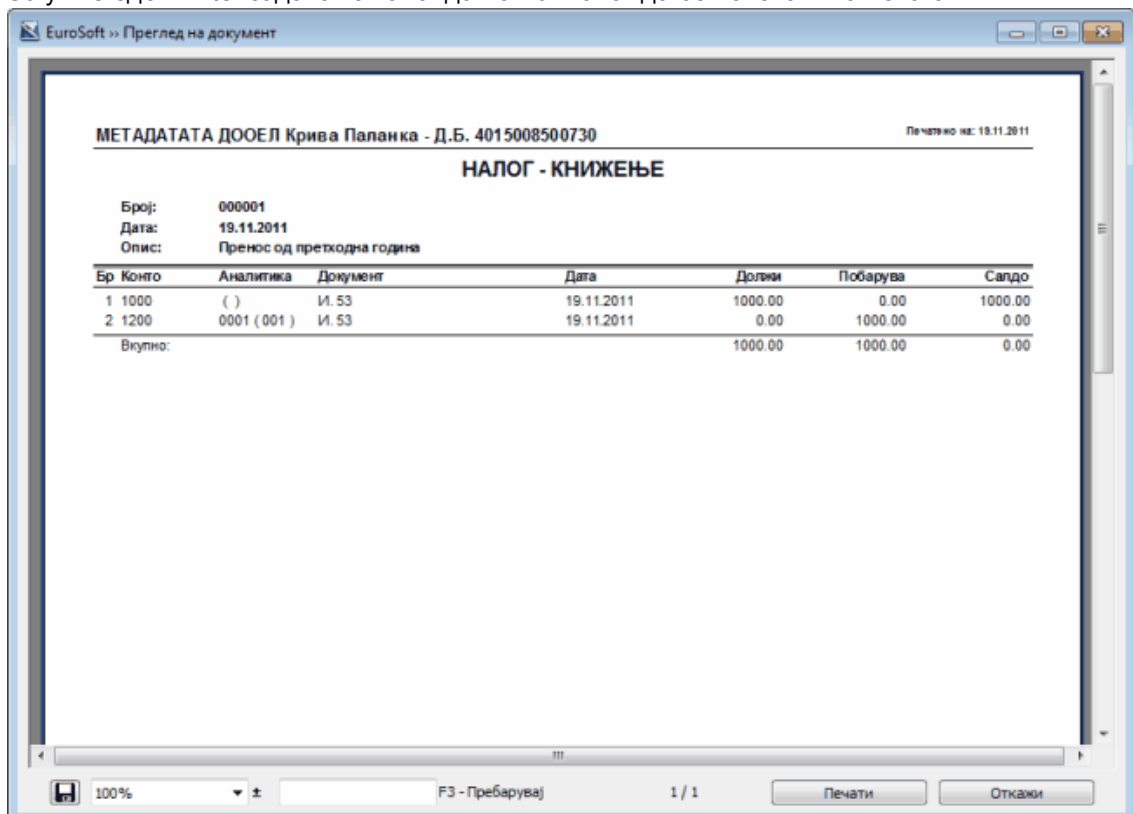 EuroSoft » Преглед на документ
МЕТАДАТАТА ДООЕЛ Крива Паланка - Д.Б. 4015008500730 Печатено на: 19.11.2011
НАЛОГ - КНИЖЕЊЕ
Број: 000001
Дата: 19.11.2011
Опис: Пренос од претходна година
Бр Конто Аналитика Документ Дата Должи Побарува Салдо
1 1000 ( ) И. 53 19.11.2011 1000.00 0.00 1000.00
2 1200 0001 ( 001 ) И. 53 19.11.2011 0.00 1000.00 0.00
Вкупно: 1000.00 1000.00 0.00
100% ± F3 - Пребарувај 1 / 1 Печати Откажи